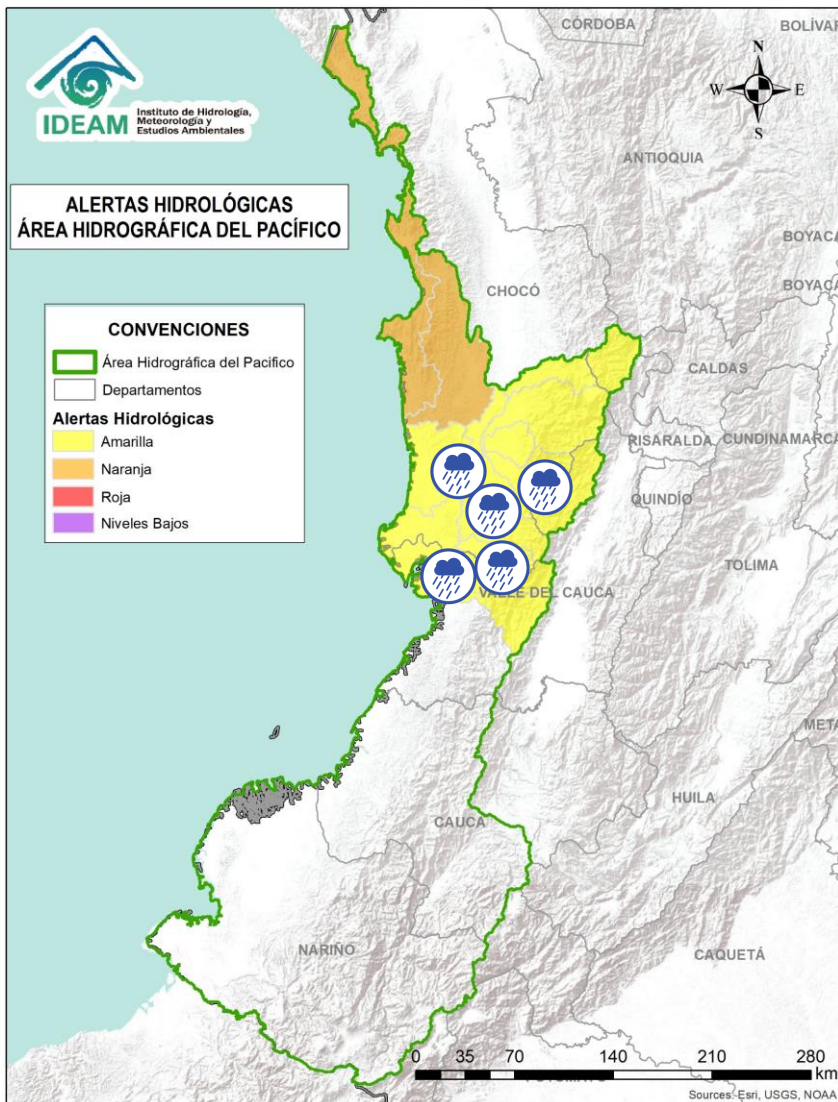 CÓRDOBA
BOLÍVAR
IDEAM
Instituto de Hidrología,
Meteorología y
Estudios Ambientales
N
W
E
S
ANTIOQUIA
ALERTAS HIDROLÓGICAS
ÁREA HIDROGRÁFICA DEL PACÍFICO
BOYACÁ
BOYACÁ
CHOCÓ
CONVENCIONES
Área Hidrográfica del Pacifico
Departamentos
Alertas Hidrológicas
Amarilla
Naranja
Roja
Niveles Bajos
CALDAS
RISARALDA
CUNDINAMARCA
QUINDÍO
TOLIMA
VALLE DEL CAUCA
META
HUILA
CAUCA
NARIÑO
CAQUETÁ
0 35 70 140 210 280
km
Sources: Esri, USGS, NOAA